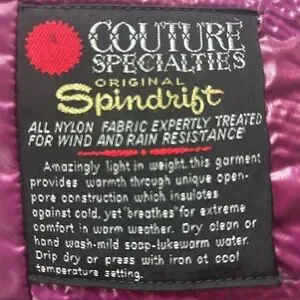 COUTURE
SPECIALTIES
ORIGINAL
Spindrift
ALL NYLON FABRIC EXPERTLY TREATED
FOR WIND AND RAIN RESISTANCE
Amazingly light in weight, this garment
provides warmth through unique open-
pore construction which insulates
against cold, yet 'breathes' for extreme
comfort in warm weather. Dry clean or
hand wash-mild soap-lukewarm water.
Drip dry or press with iron at cool
temperature setting.